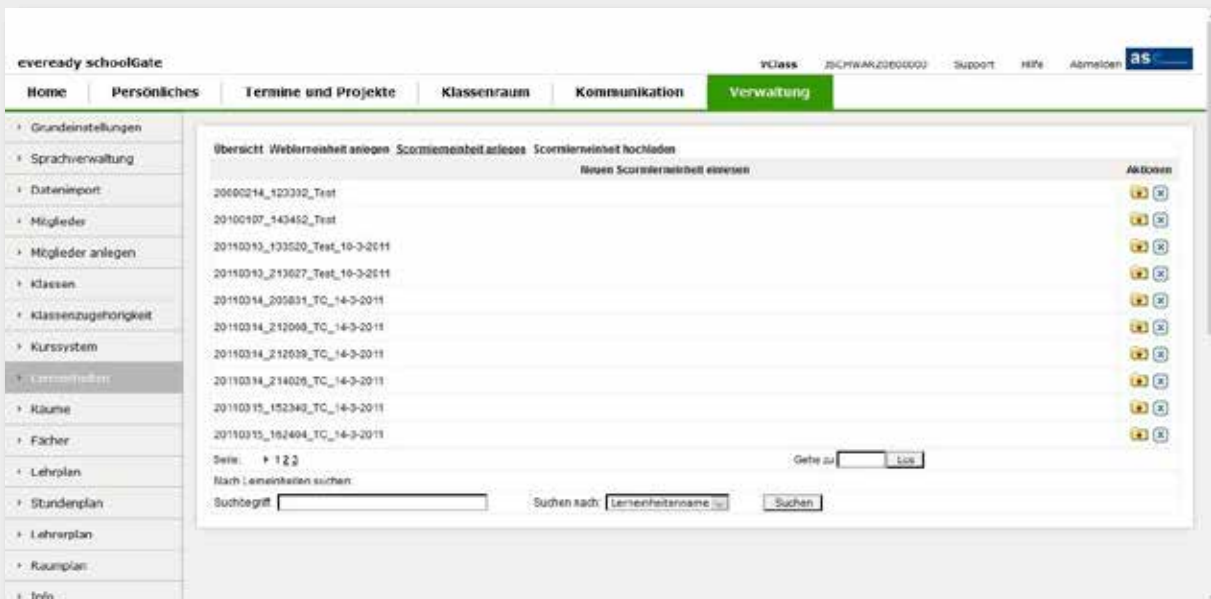 eveready schoolGate
vClass Support Hilfe Abmelden as
Home Persönliches Termine und Projekte Klassenraum Kommunikation Verwaltung
Grundeinstellungen
Sprachverwaltung
Datenimport
Mitglieder
Mitglieder anlegen
Klassen
Klassenzugehörigkeit
Kurssystem
Lerneinheiten
Räume
Fächer
Lehrplan
Stundenplan
Lehrerplan
Raumplan
Info
Übersicht Weblerneinheit anlegen Scormlerneinheit anlegen Scormlerneinheit hochladen
Neuen Scormlerneinheit einlesen Aktionen
20100107_143452_Test
20110310_133520_Test_10-3-2011
20110310_213027_Test_10-3-2011
20110314_205831_TC_14-3-2011
20110314_212039_TC_14-3-2011
20110314_214026_TC_14-3-2011
20110315_152340_TC_14-3-2011
20110315_162404_TC_14-3-2011
Seite: 1 2 3 Gehe zu Los
Nach Lerneinheiten suchen:
Suchbegriff Suchen nach: Lerneinheitenname Suchen